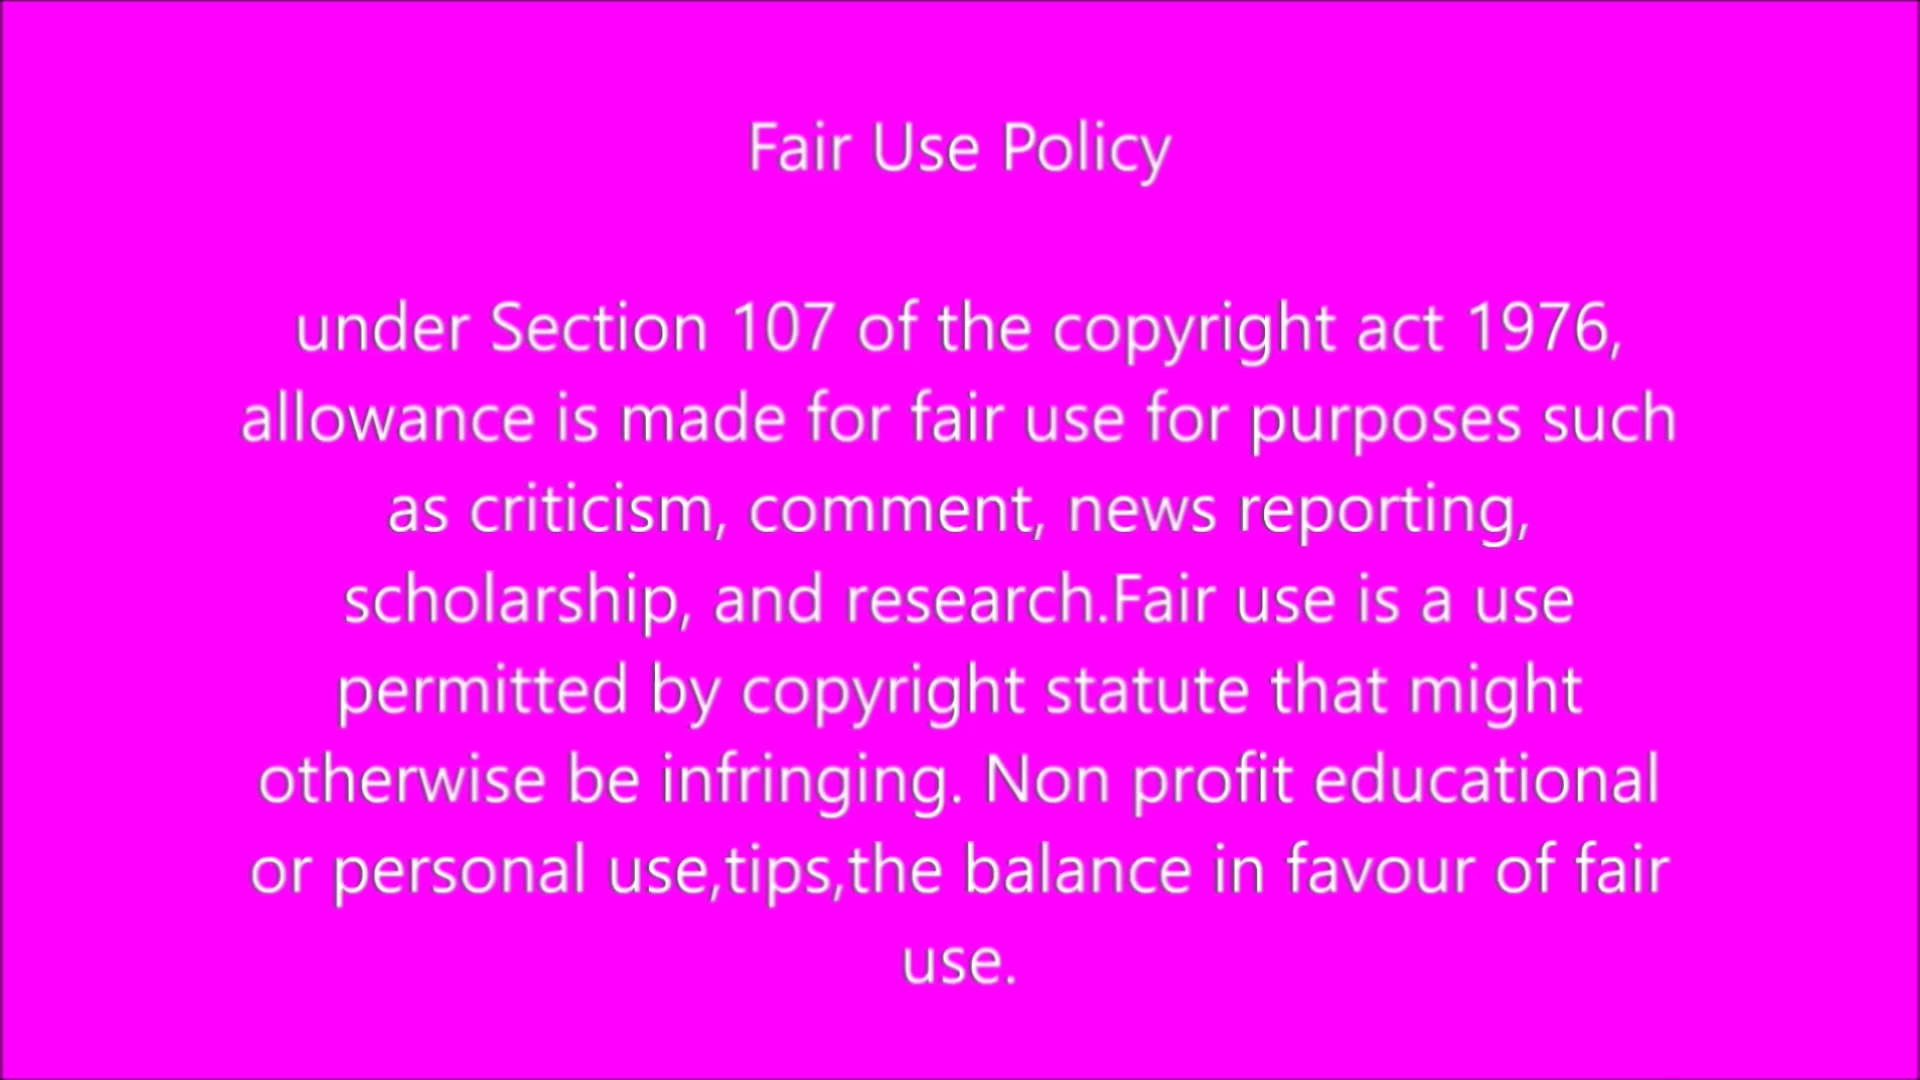 Fair Use Policy
under Section 107 of the copyright act 1976,
allowance is made for fair use for purposes such
as criticism, comment, news reporting,
scholarship, and research.Fair use is a use
permitted by copyright statute that might
otherwise be infringing. Non profit educational
or personal use,tips,the balance in favour of fair
use.